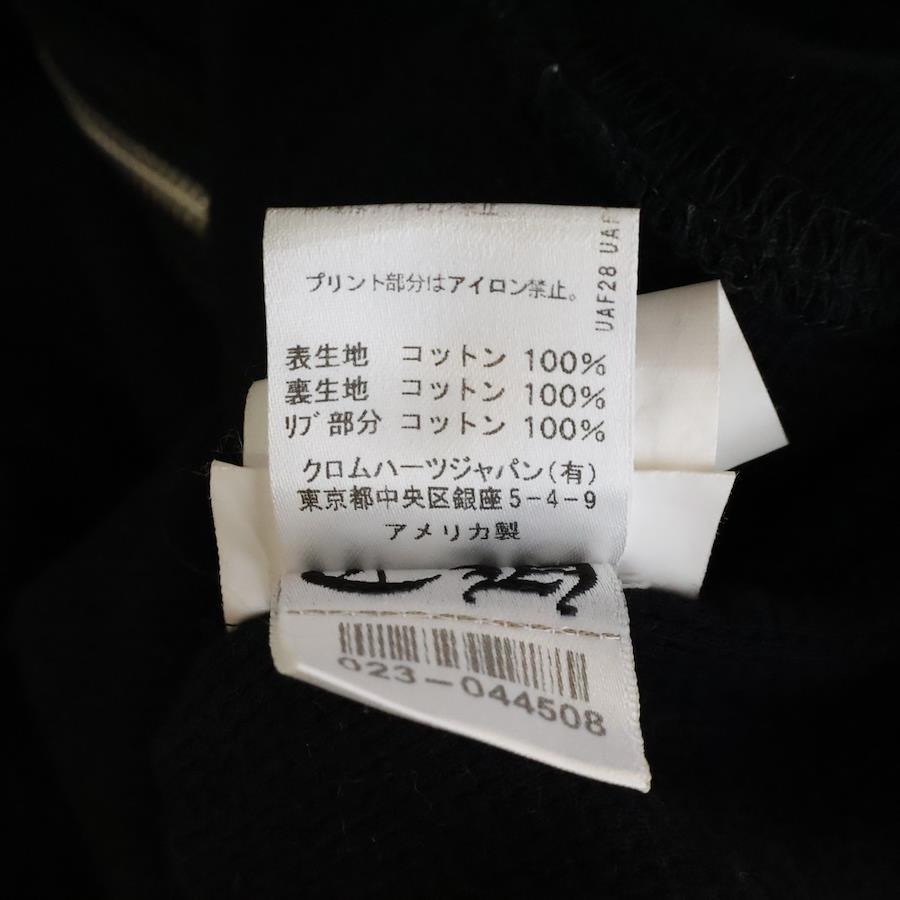 プリント部分はアイロン禁止。
UAF28
表生地 コットン 100%
裏生地 コットン 100%
リブ部分 コットン 100%
クロムハーツジャパン(有)
東京都中央区銀座5-4-9
アメリカ製
023-044508